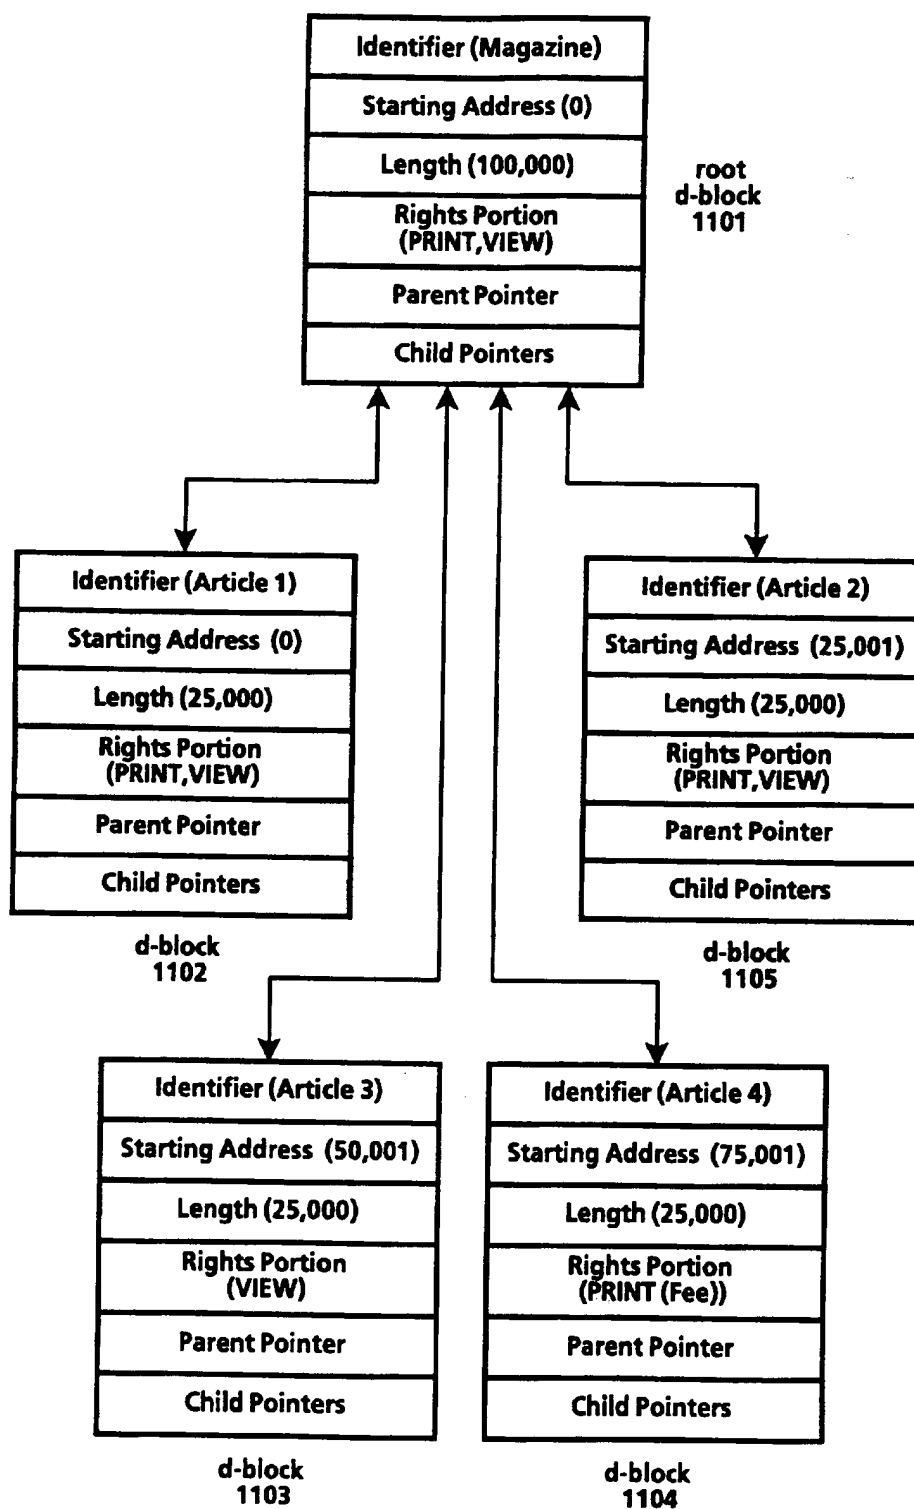 Identifier (Magazine)
Starting Address (0)
Length (100,000)
Rights Portion
(PRINT,VIEW)
Parent Pointer
Child Pointers
root
d-block
1101
Identifier (Article 1)
Starting Address (0)
Length (25,000)
Rights Portion
(PRINT,VIEW)
Parent Pointer
Child Pointers
d-block
1102
Identifier (Article 2)
Starting Address (25,001)
Length (25,000)
Rights Portion
(PRINT,VIEW)
Parent Pointer
Child Pointers
d-block
1105
Identifier (Article 3)
Starting Address (50,001)
Length (25,000)
Rights Portion
(VIEW)
Parent Pointer
Child Pointers
d-block
1103
Identifier (Article 4)
Starting Address (75,001)
Length (25,000)
Rights Portion
(PRINT (Fee))
Parent Pointer
Child Pointers
d-block
1104